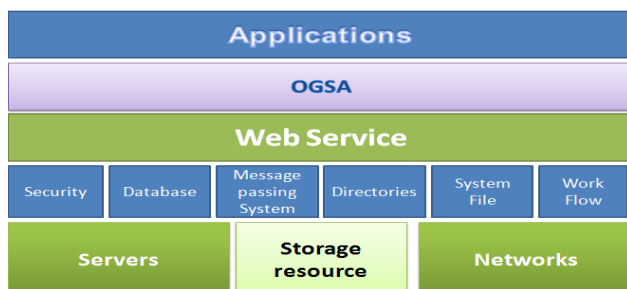 Applications
OGSA
Web Service
Security
Database
Message
passing
System
Directories
System
File
Work
Flow
Servers
Storage
resource
Networks